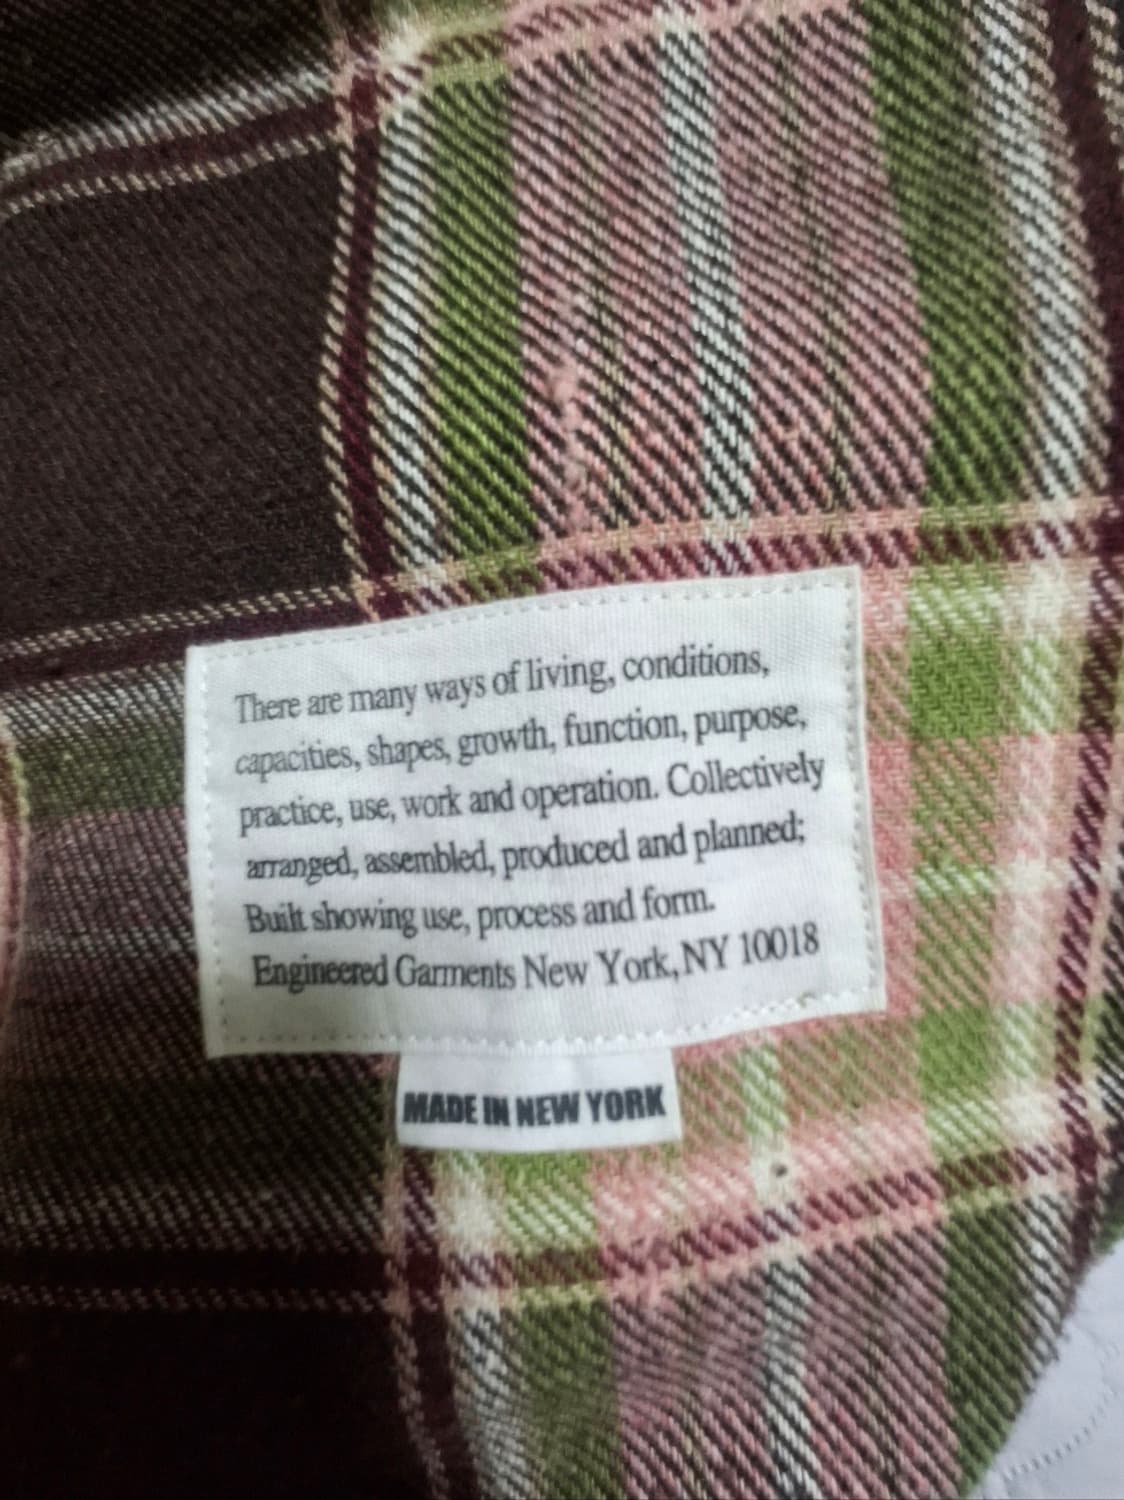 There are many ways of living, conditions,
capacities, shapes, growth, function, purpose,
practice, use, work and operation. Collectively
arranged, assembled, produced and planned;
Built showing use, process and form.
Engineered Garments New York, NY 10018
MADE IN NEW YORK